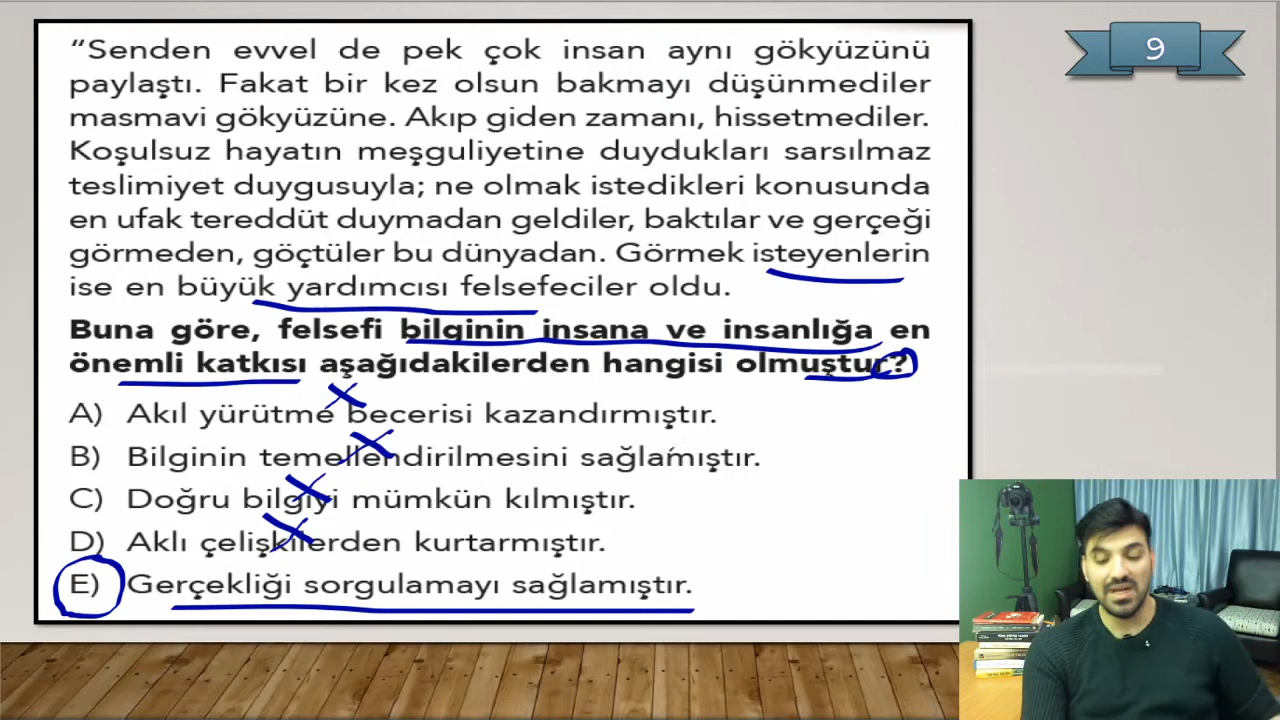 “Senden evvel de pek çok insan aynı gökyüzünü
paylaştı. Fakat bir kez olsun bakmayı düşünmediler
masmavi gökyüzüne. Akıp giden zamanı, hissetmediler.
Koşulsuz hayatın meşguliyetine duydukları sarsılmaz
teslimiyet duygusuyla; ne olmak istedikleri konusunda
en ufak tereddüt duymadan geldiler, baktılar ve gerçeği
görmeden, göçtüler bu dünyadan. Görmek isteyenlerin
ise en büyük yardımcısı felsefeciler oldu.
Buna göre, felsefi bilginin insana ve insanlığa en
önemli katkısı aşağıdakilerden hangisi olmuştur?
A) Akıl yürütme becerisi kazandırmıştır.
B) Bilginin temellendirilmesini sağlamıştır.
C) Doğru bilgiyi mümkün kılmıştır.
D) Aklı çelişkilerden kurtarmıştır.
E) Gerçekliği sorgulamayı sağlamıştır.
9